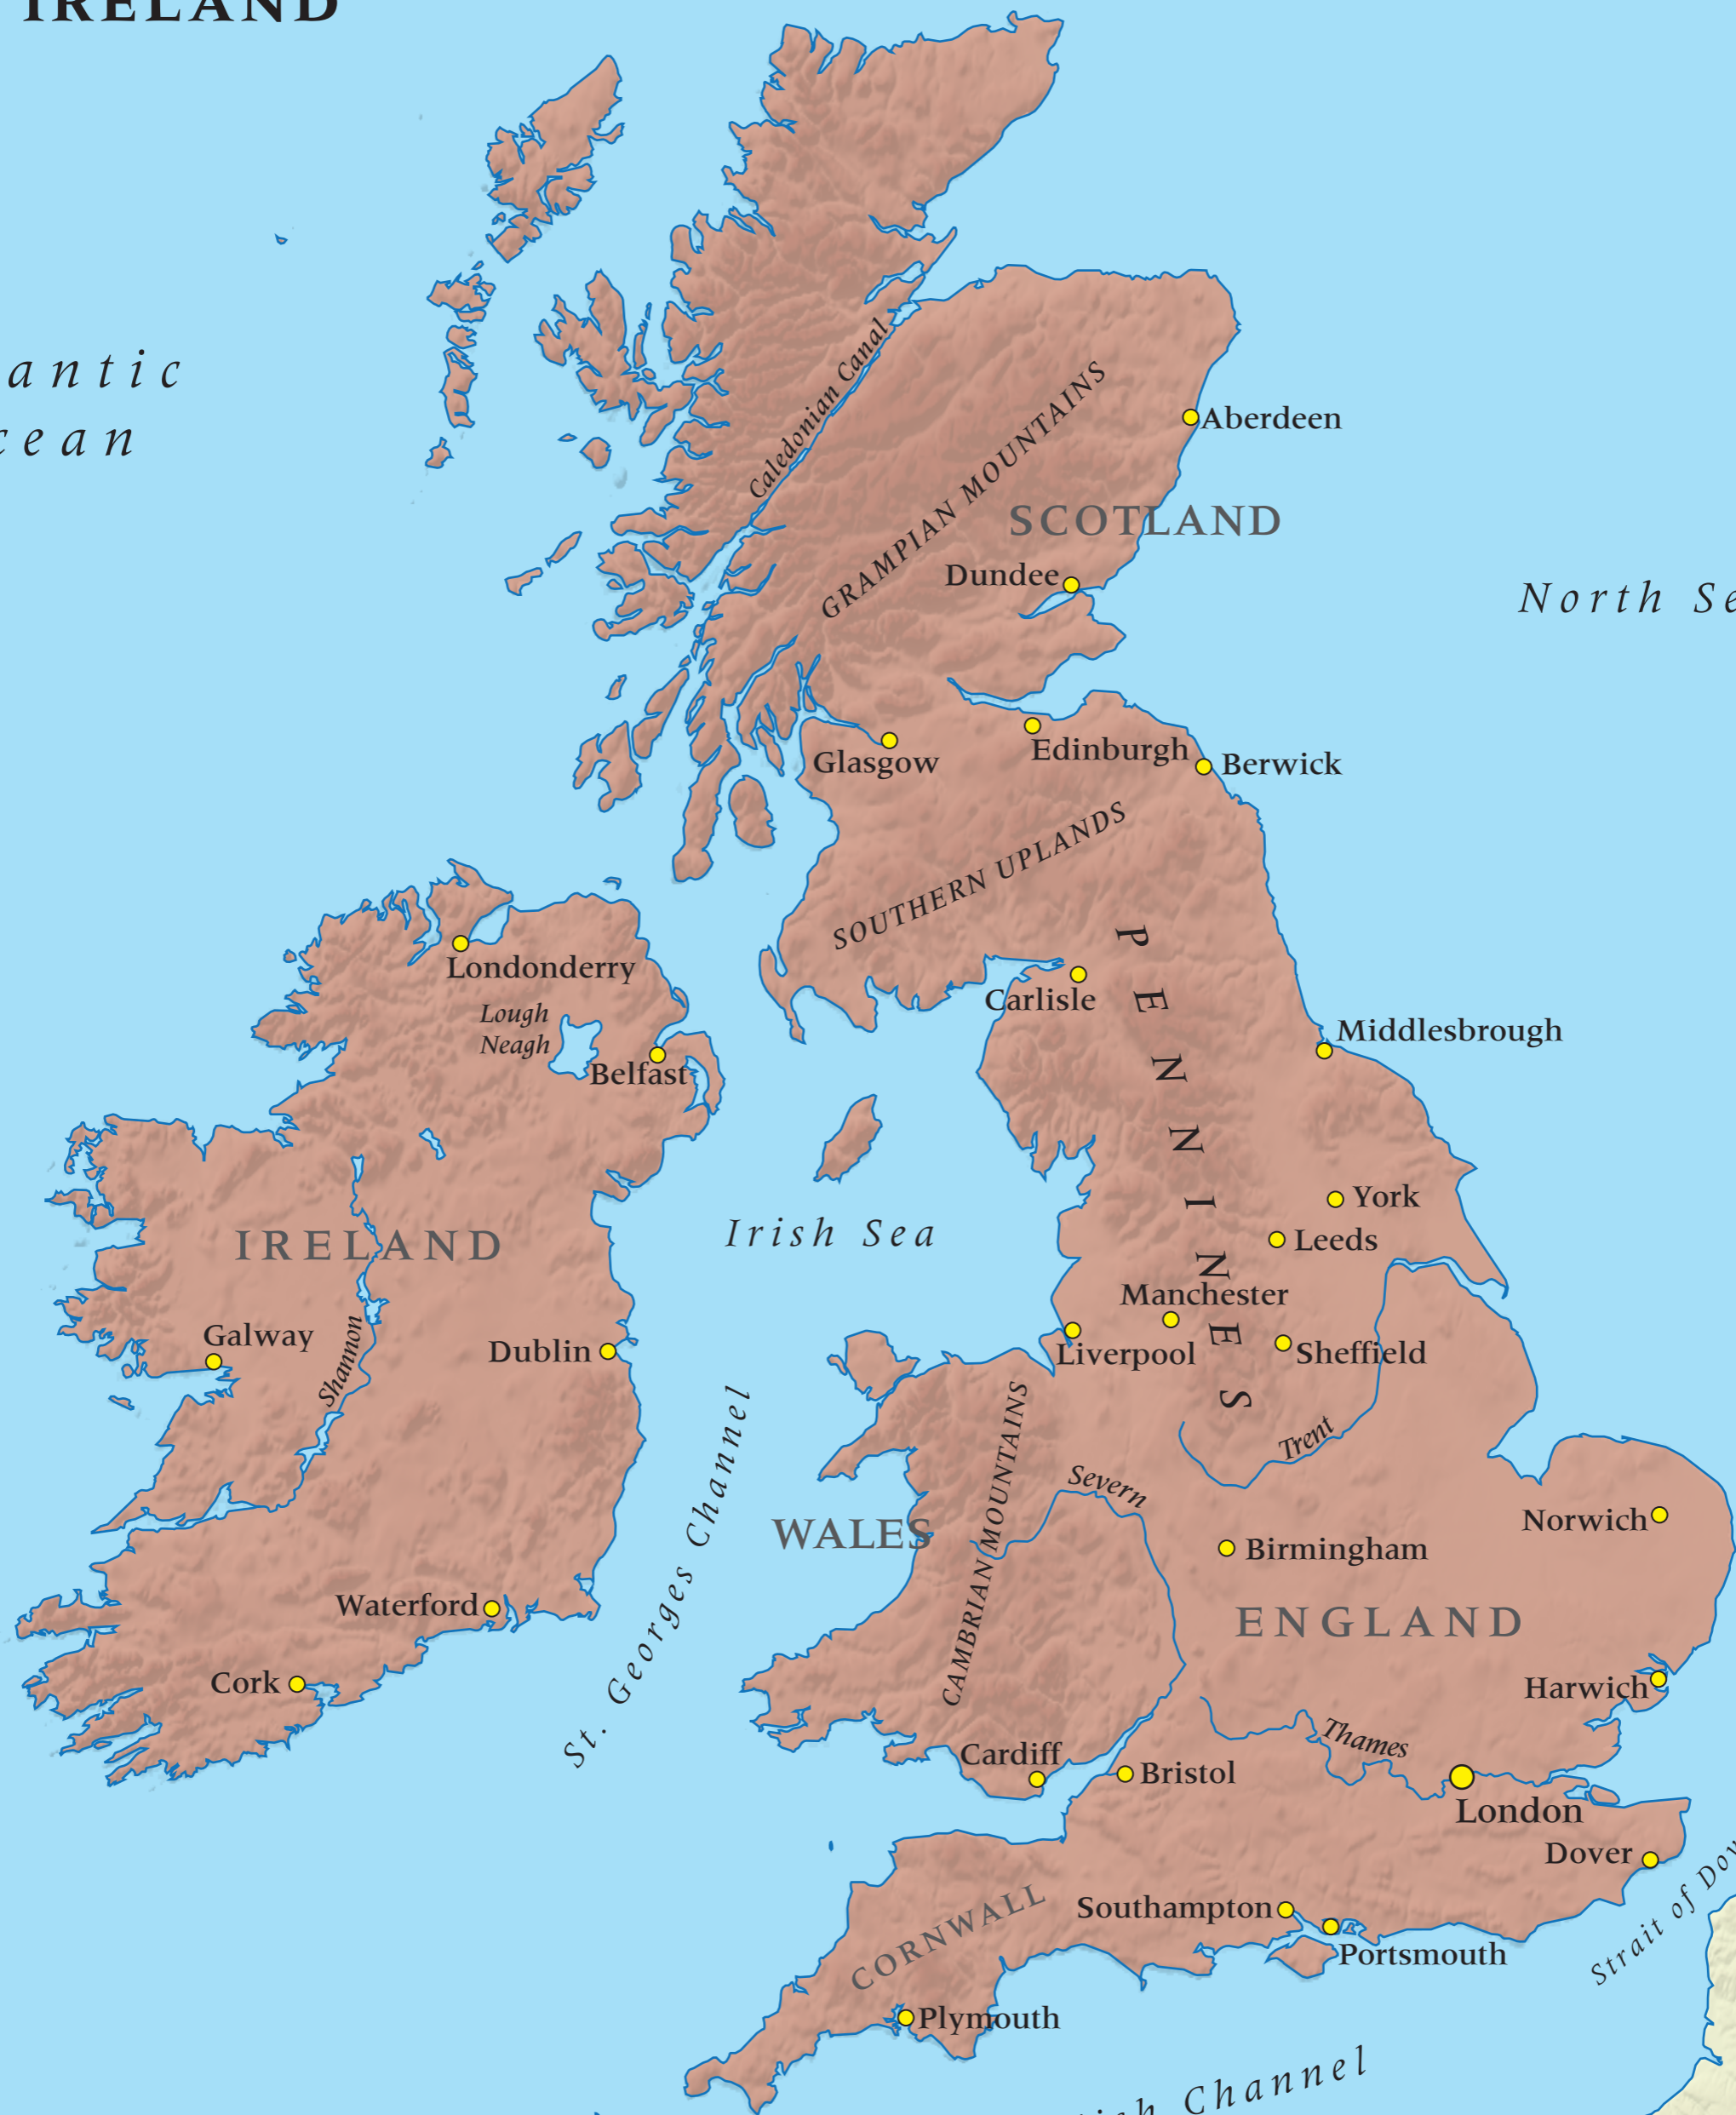 IRELAND
antic
cean
Caledonian Canal
GRAMPIAN MOUNTAINS
Aberdeen
SCOTLAND
Dundee
North Se
Glasgow
Edinburgh
Berwick
SOUTHERN UPLANDS
Londonderry
Lough
Neagh
Belfast
Carlisle
PENNINES
Middlesbrough
York
Leeds
Irish Sea
IRELAND
Manchester
Liverpool
Sheffield
Galway
Shannon
Dublin
St. Georges Channel
Trent
Severn
CAMBRIAN MOUNTAINS
WALES
Norwich
Birmingham
Waterford
ENGLAND
Cork
Harwich
Thames
Cardiff
Bristol
London
Dover
Strait of Dov
Southampton
Portsmouth
CORNWALL
Plymouth
ish Channel